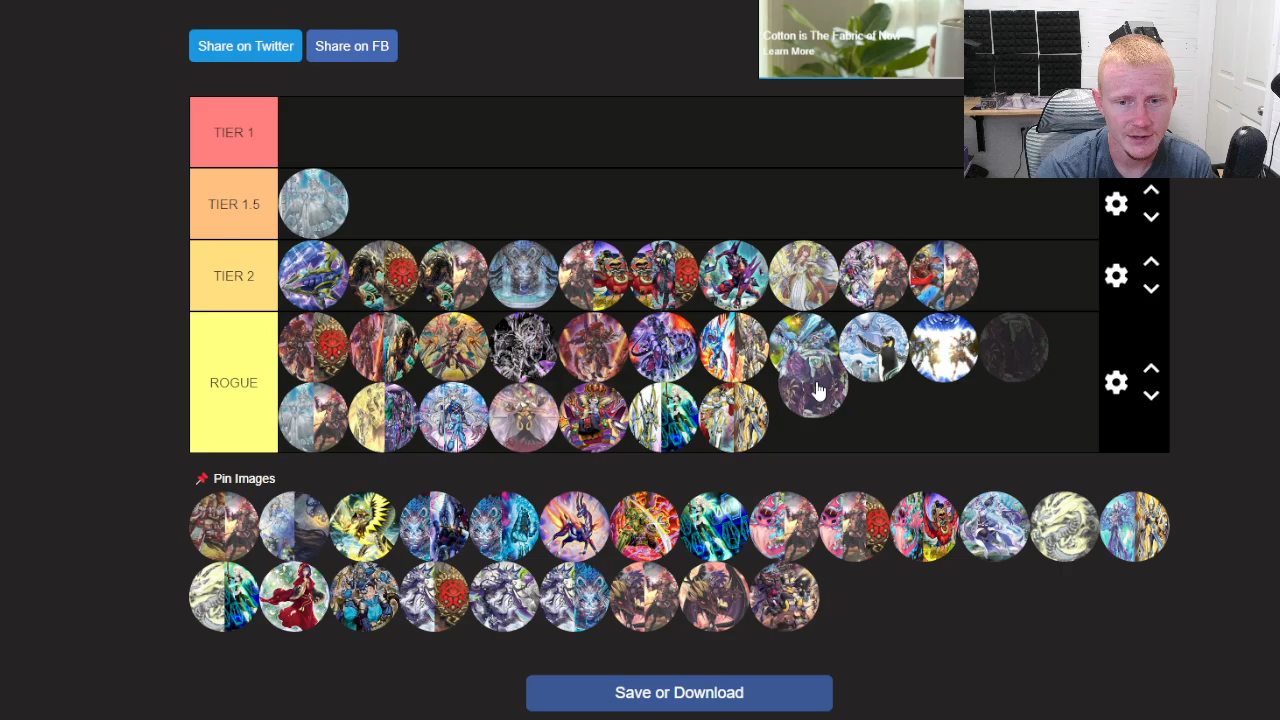 Share on Twitter
Share on FB
Cotton is The Fabric of Now
Learn More
TIER 1
TIER 1.5
TIER 2
ROGUE
Pin Images
Save or Download